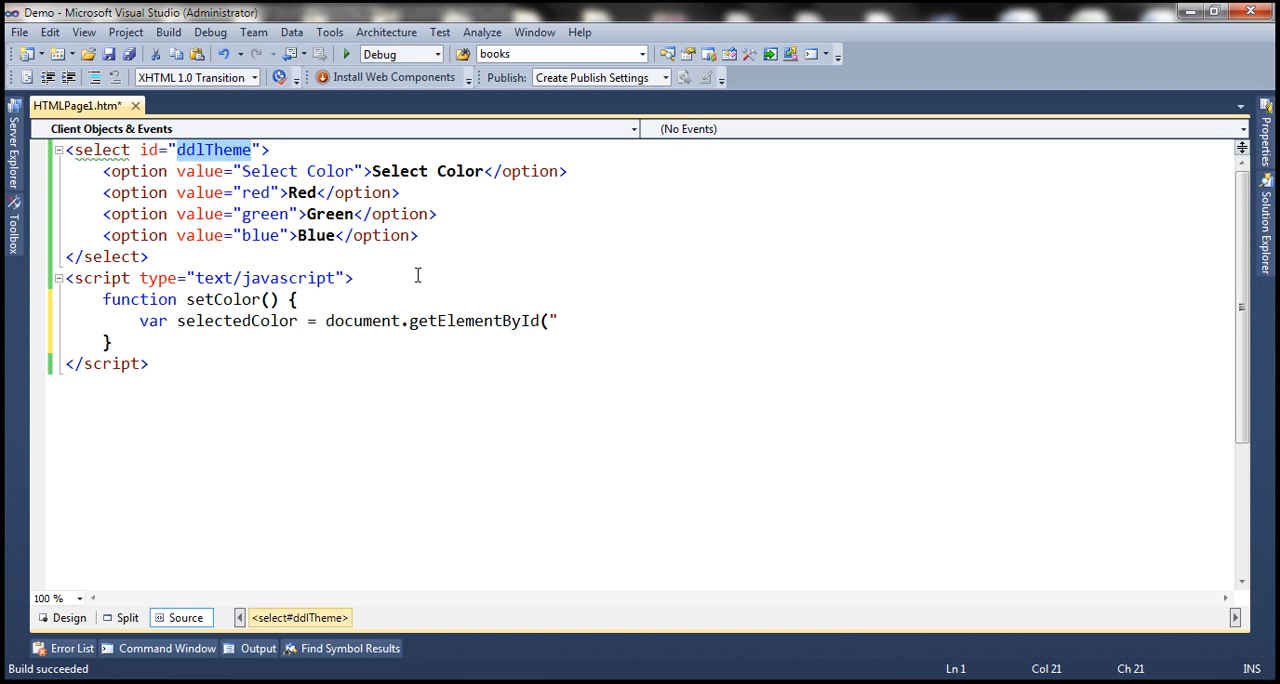 Demo - Microsoft Visual Studio (Administrator)
File Edit View Project Build Debug Team Data Tools Architecture Test Analyze Window Help
Debug books
XHTML 1.0 Transition Install Web Components Publish: Create Publish Settings
HTMLPage1.htm*
Client Objects & Events (No Events)
Server Explorer
Toolbox
Properties
Solution Explorer
<select id="ddlTheme">
<option value="Select Color">Select Color</option>
<option value="red">Red</option>
<option value="green">Green</option>
<option value="blue">Blue</option>
</select>
<script type="text/javascript">
function setColor() {
var selectedColor = document.getElementById("
}
</script>
100 %
Design Split Source <select#ddlTheme>
Error List Command Window Output Find Symbol Results
Build succeeded Ln 1 Col 21 Ch 21 INS